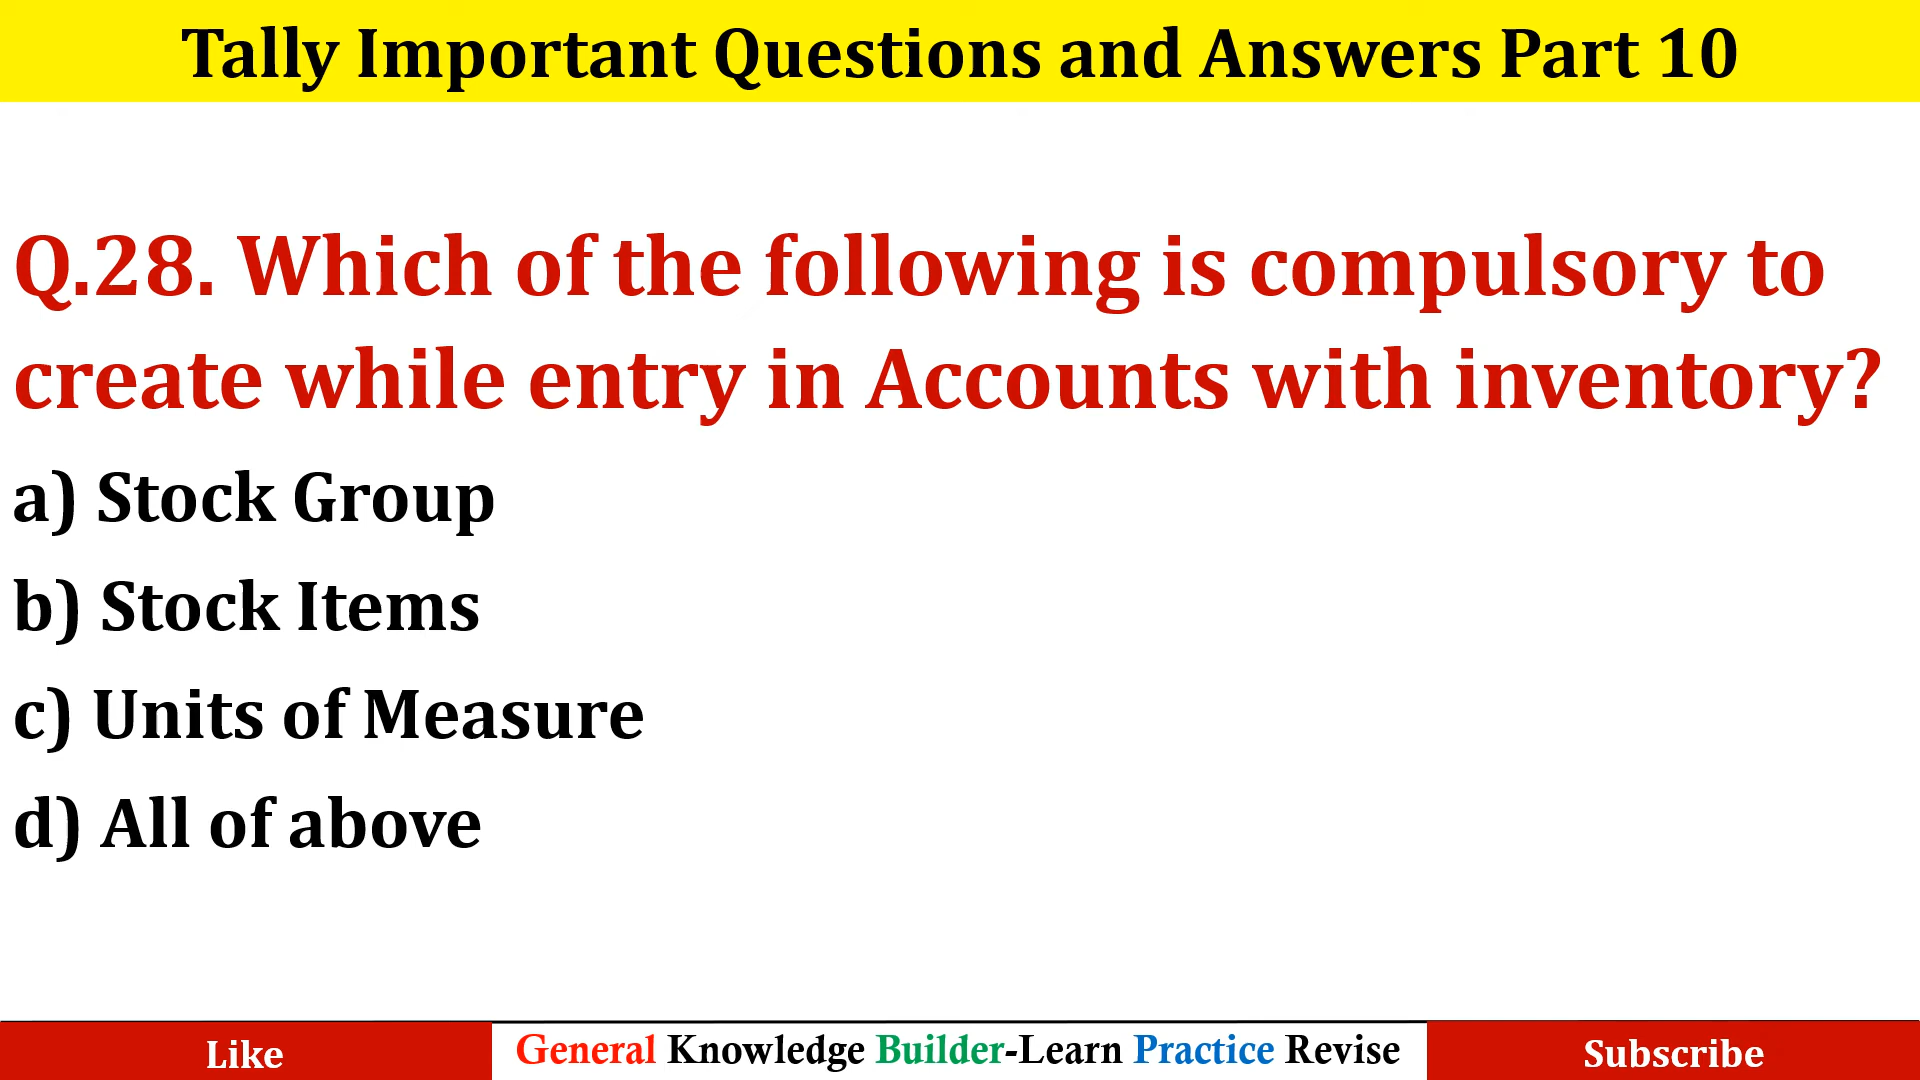 Tally Important Questions and Answers Part 10
Q.28. Which of the following is compulsory to
create while entry in Accounts with inventory?
a) Stock Group
b) Stock Items
c) Units of Measure
d) All of above
Like
General Knowledge Builder-Learn Practice Revise
Subscribe